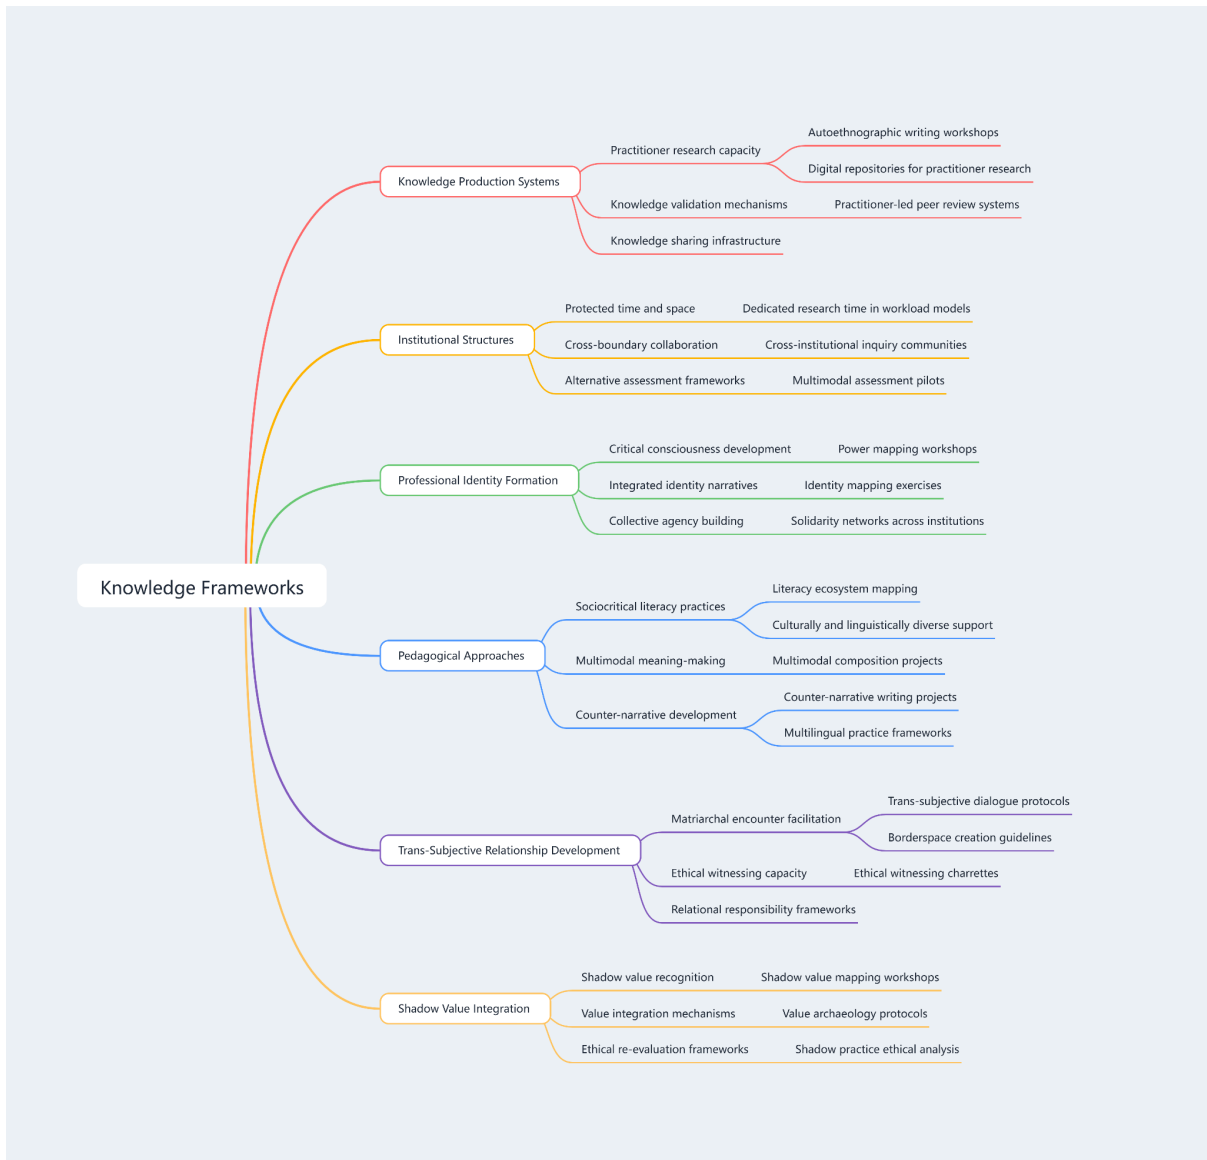 Knowledge Frameworks
Knowledge Production Systems
Practitioner research capacity
Autoethnographic writing workshops
Digital repositories for practitioner research
Knowledge validation mechanisms
Practitioner-led peer review systems
Knowledge sharing infrastructure
Institutional Structures
Protected time and space
Dedicated research time in workload models
Cross-boundary collaboration
Cross-institutional inquiry communities
Alternative assessment frameworks
Multimodal assessment pilots
Professional Identity Formation
Critical consciousness development
Power mapping workshops
Integrated identity narratives
Identity mapping exercises
Collective agency building
Solidarity networks across institutions
Pedagogical Approaches
Sociocritical literacy practices
Literacy ecosystem mapping
Culturally and linguistically diverse support
Multimodal meaning-making
Multimodal composition projects
Counter-narrative development
Counter-narrative writing projects
Multilingual practice frameworks
Trans-Subjective Relationship Development
Matriarchal encounter facilitation
Trans-subjective dialogue protocols
Borderspace creation guidelines
Ethical witnessing capacity
Ethical witnessing charrettes
Relational responsibility frameworks
Shadow Value Integration
Shadow value recognition
Shadow value mapping workshops
Value integration mechanisms
Value archaeology protocols
Ethical re-evaluation frameworks
Shadow practice ethical analysis